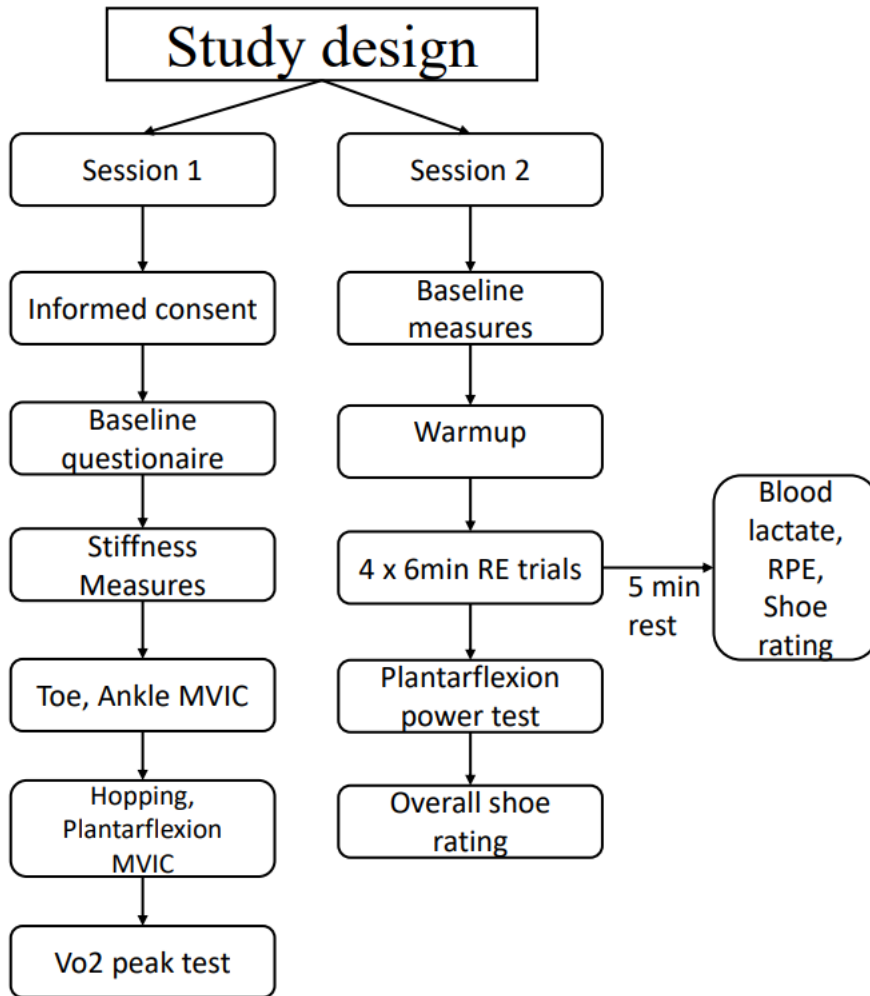 Study design
Session 1
Informed consent
Baseline
questionaire
Stiffness
Measures
Toe, Ankle MVIC
Hopping,
Plantarflexion
MVIC
Vo2 peak test
Session 2
Baseline
measures
Warmup
4 x 6min RE trials
5 min
rest
Blood
lactate,
RPE,
Shoe
rating
Plantarflexion
power test
Overall shoe
rating